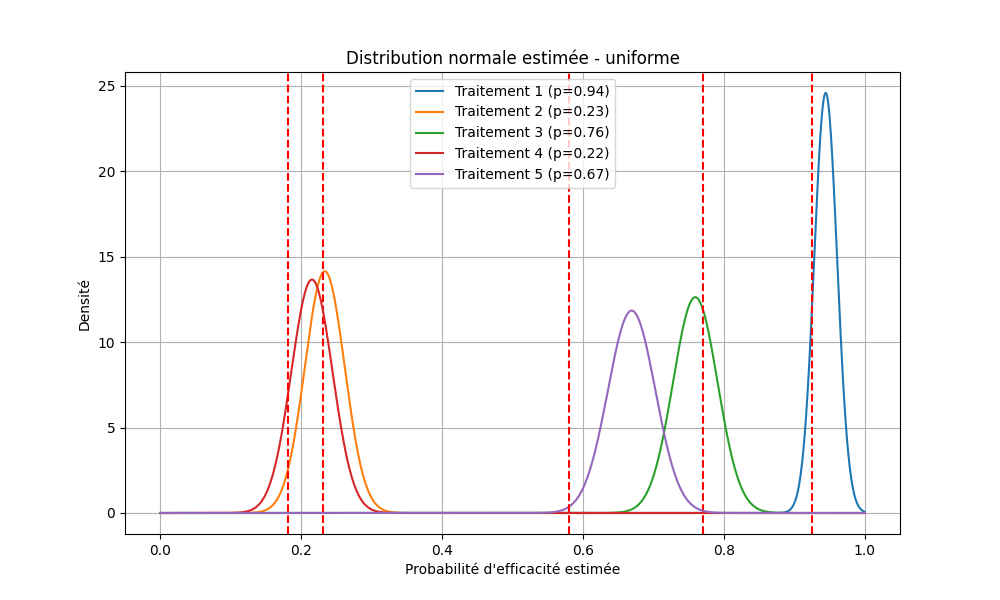 Distribution normale estimée - uniforme
Traitement 1 (p=0.94)
Traitement 2 (p=0.23)
Traitement 3 (p=0.76)
Traitement 4 (p=0.22)
Traitement 5 (p=0.67)
Densité
25
20
15
10
5
0
0.0 0.2 0.4 0.6 0.8 1.0
Probabilité d'efficacité estimée